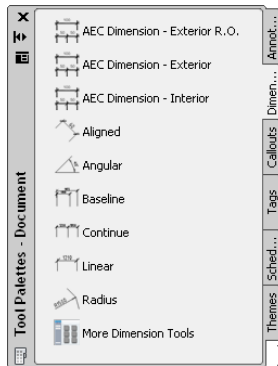 AEC Dimension - Exterior R.O.
AEC Dimension - Exterior
AEC Dimension - Interior
Aligned
Angular
Baseline
Continue
Linear
Radius
More Dimension Tools
Tool Palettes - Document
Annot...
Dimen...
Callouts
Tags
Sched...
Themes